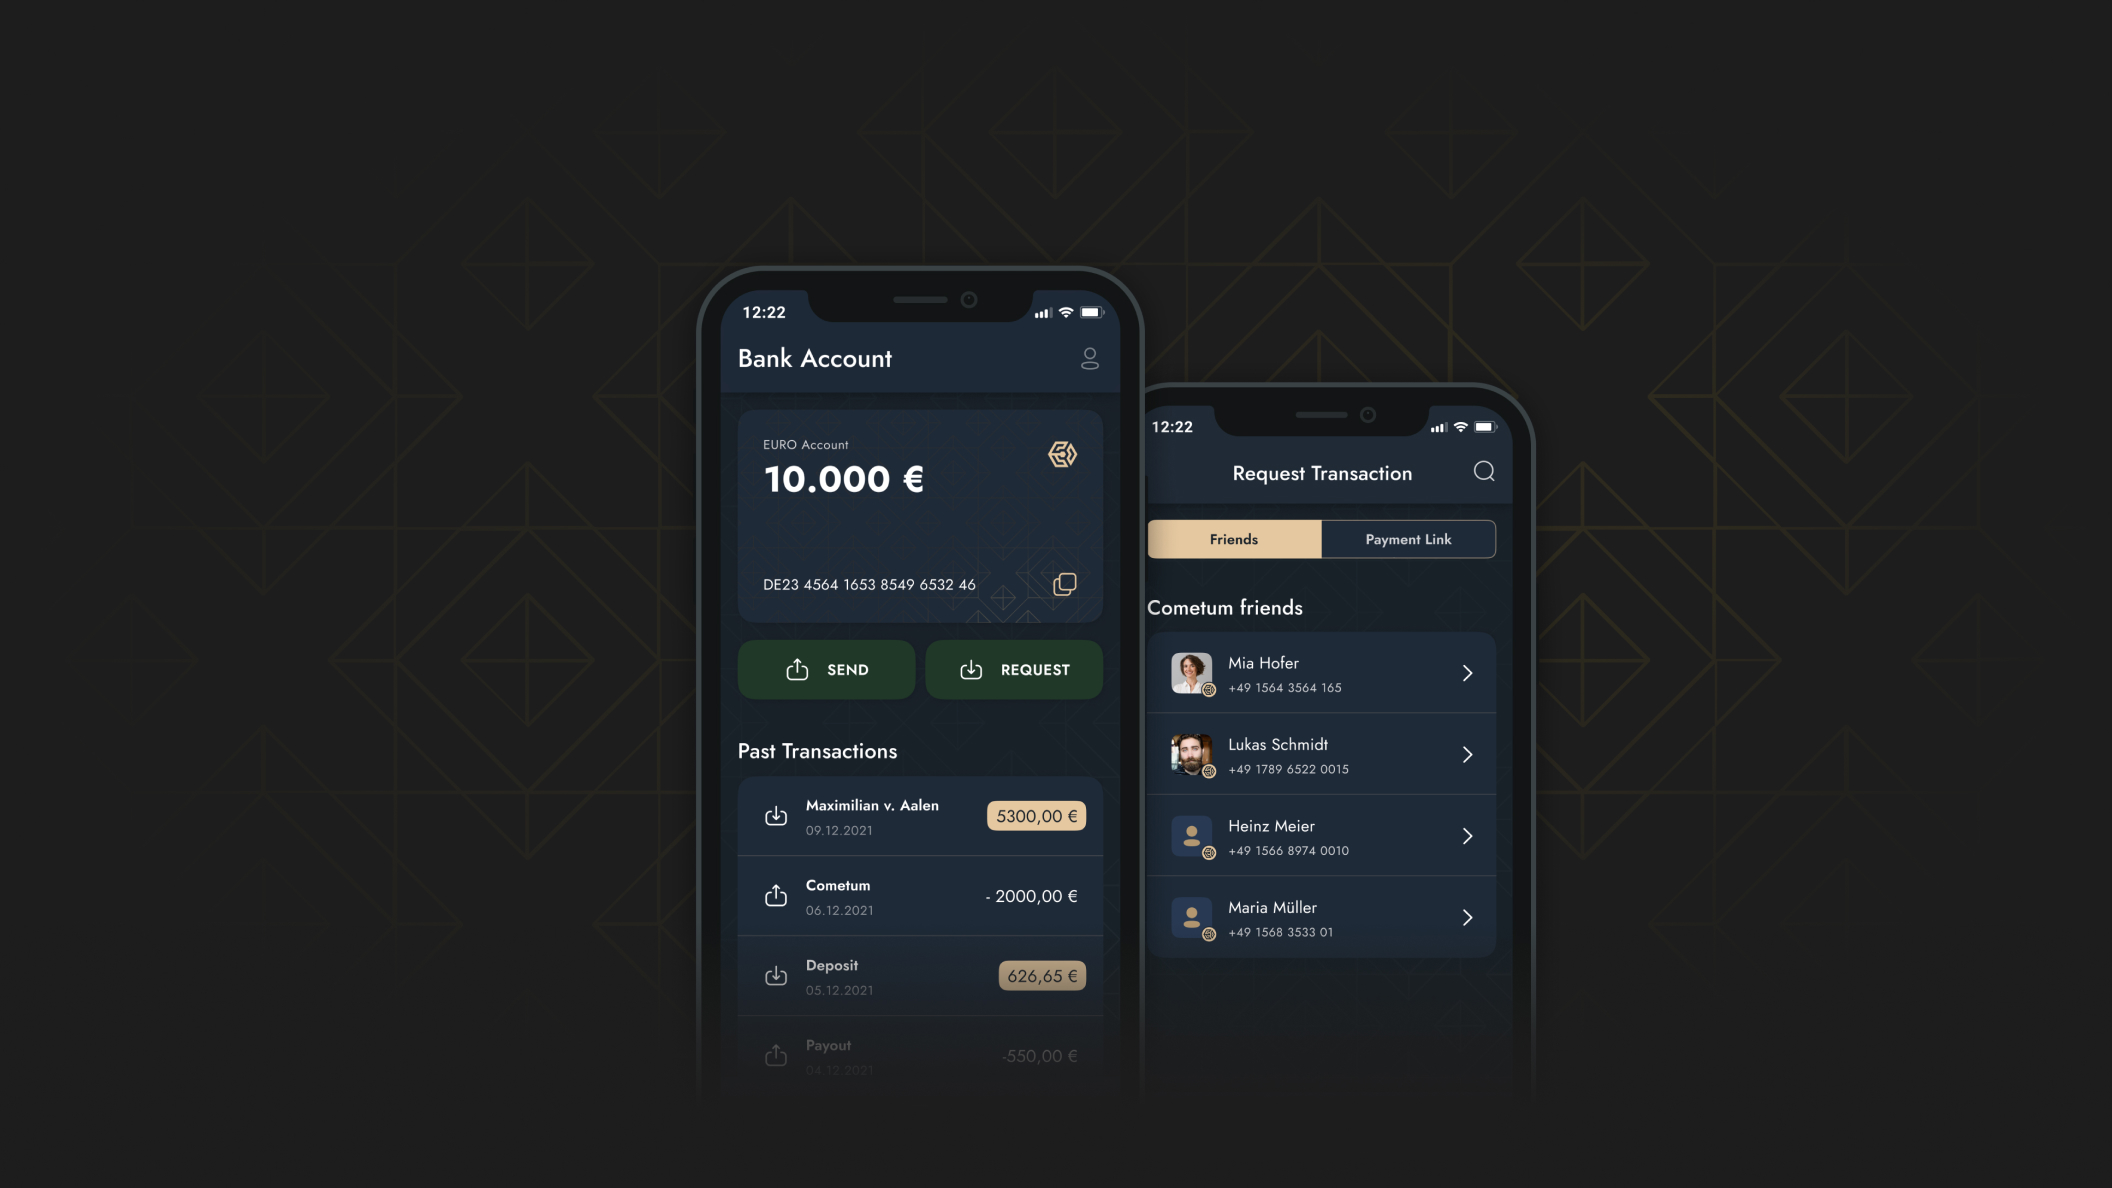 12:22
Bank Account
EURO Account
10.000 €
DE23 4564 1653 8549 6532 46
SEND
REQUEST
Past Transactions
Maximilian v. Aalen
5300,00 €
09.12.2021
Cometum
- 2000,00 €
06.12.2021
Deposit
626,65 €
05.12.2021
Payout
-550,00 €
04.12.2021
12:22
Request Transaction
Friends
Payment Link
Cometum friends
Mia Hofer
+49 1564 3564 165
Lukas Schmidt
+49 1789 6522 0015
Heinz Meier
+49 1566 8974 0010
Maria Müller
+49 1568 3533 01